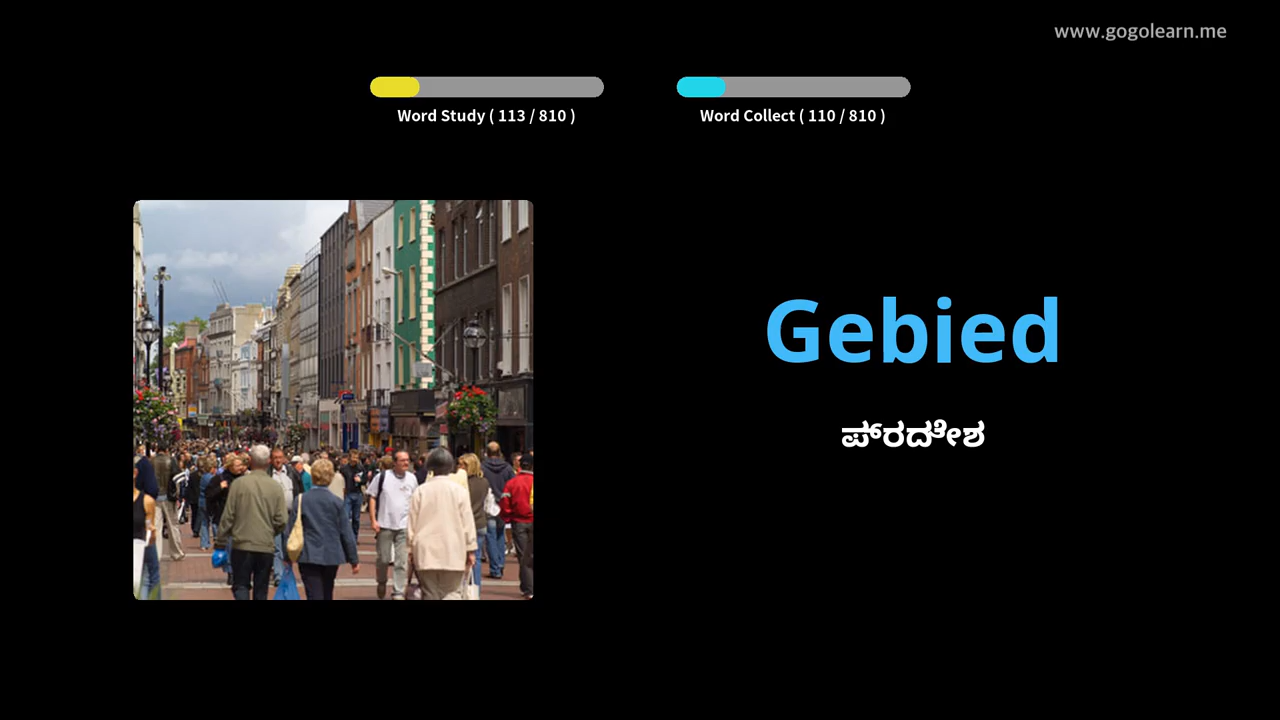 www.gogolearn.me
Word Study ( 113 / 810 )
Word Collect ( 110 / 810 )
Gebied
ಪ್ರದೇಶ